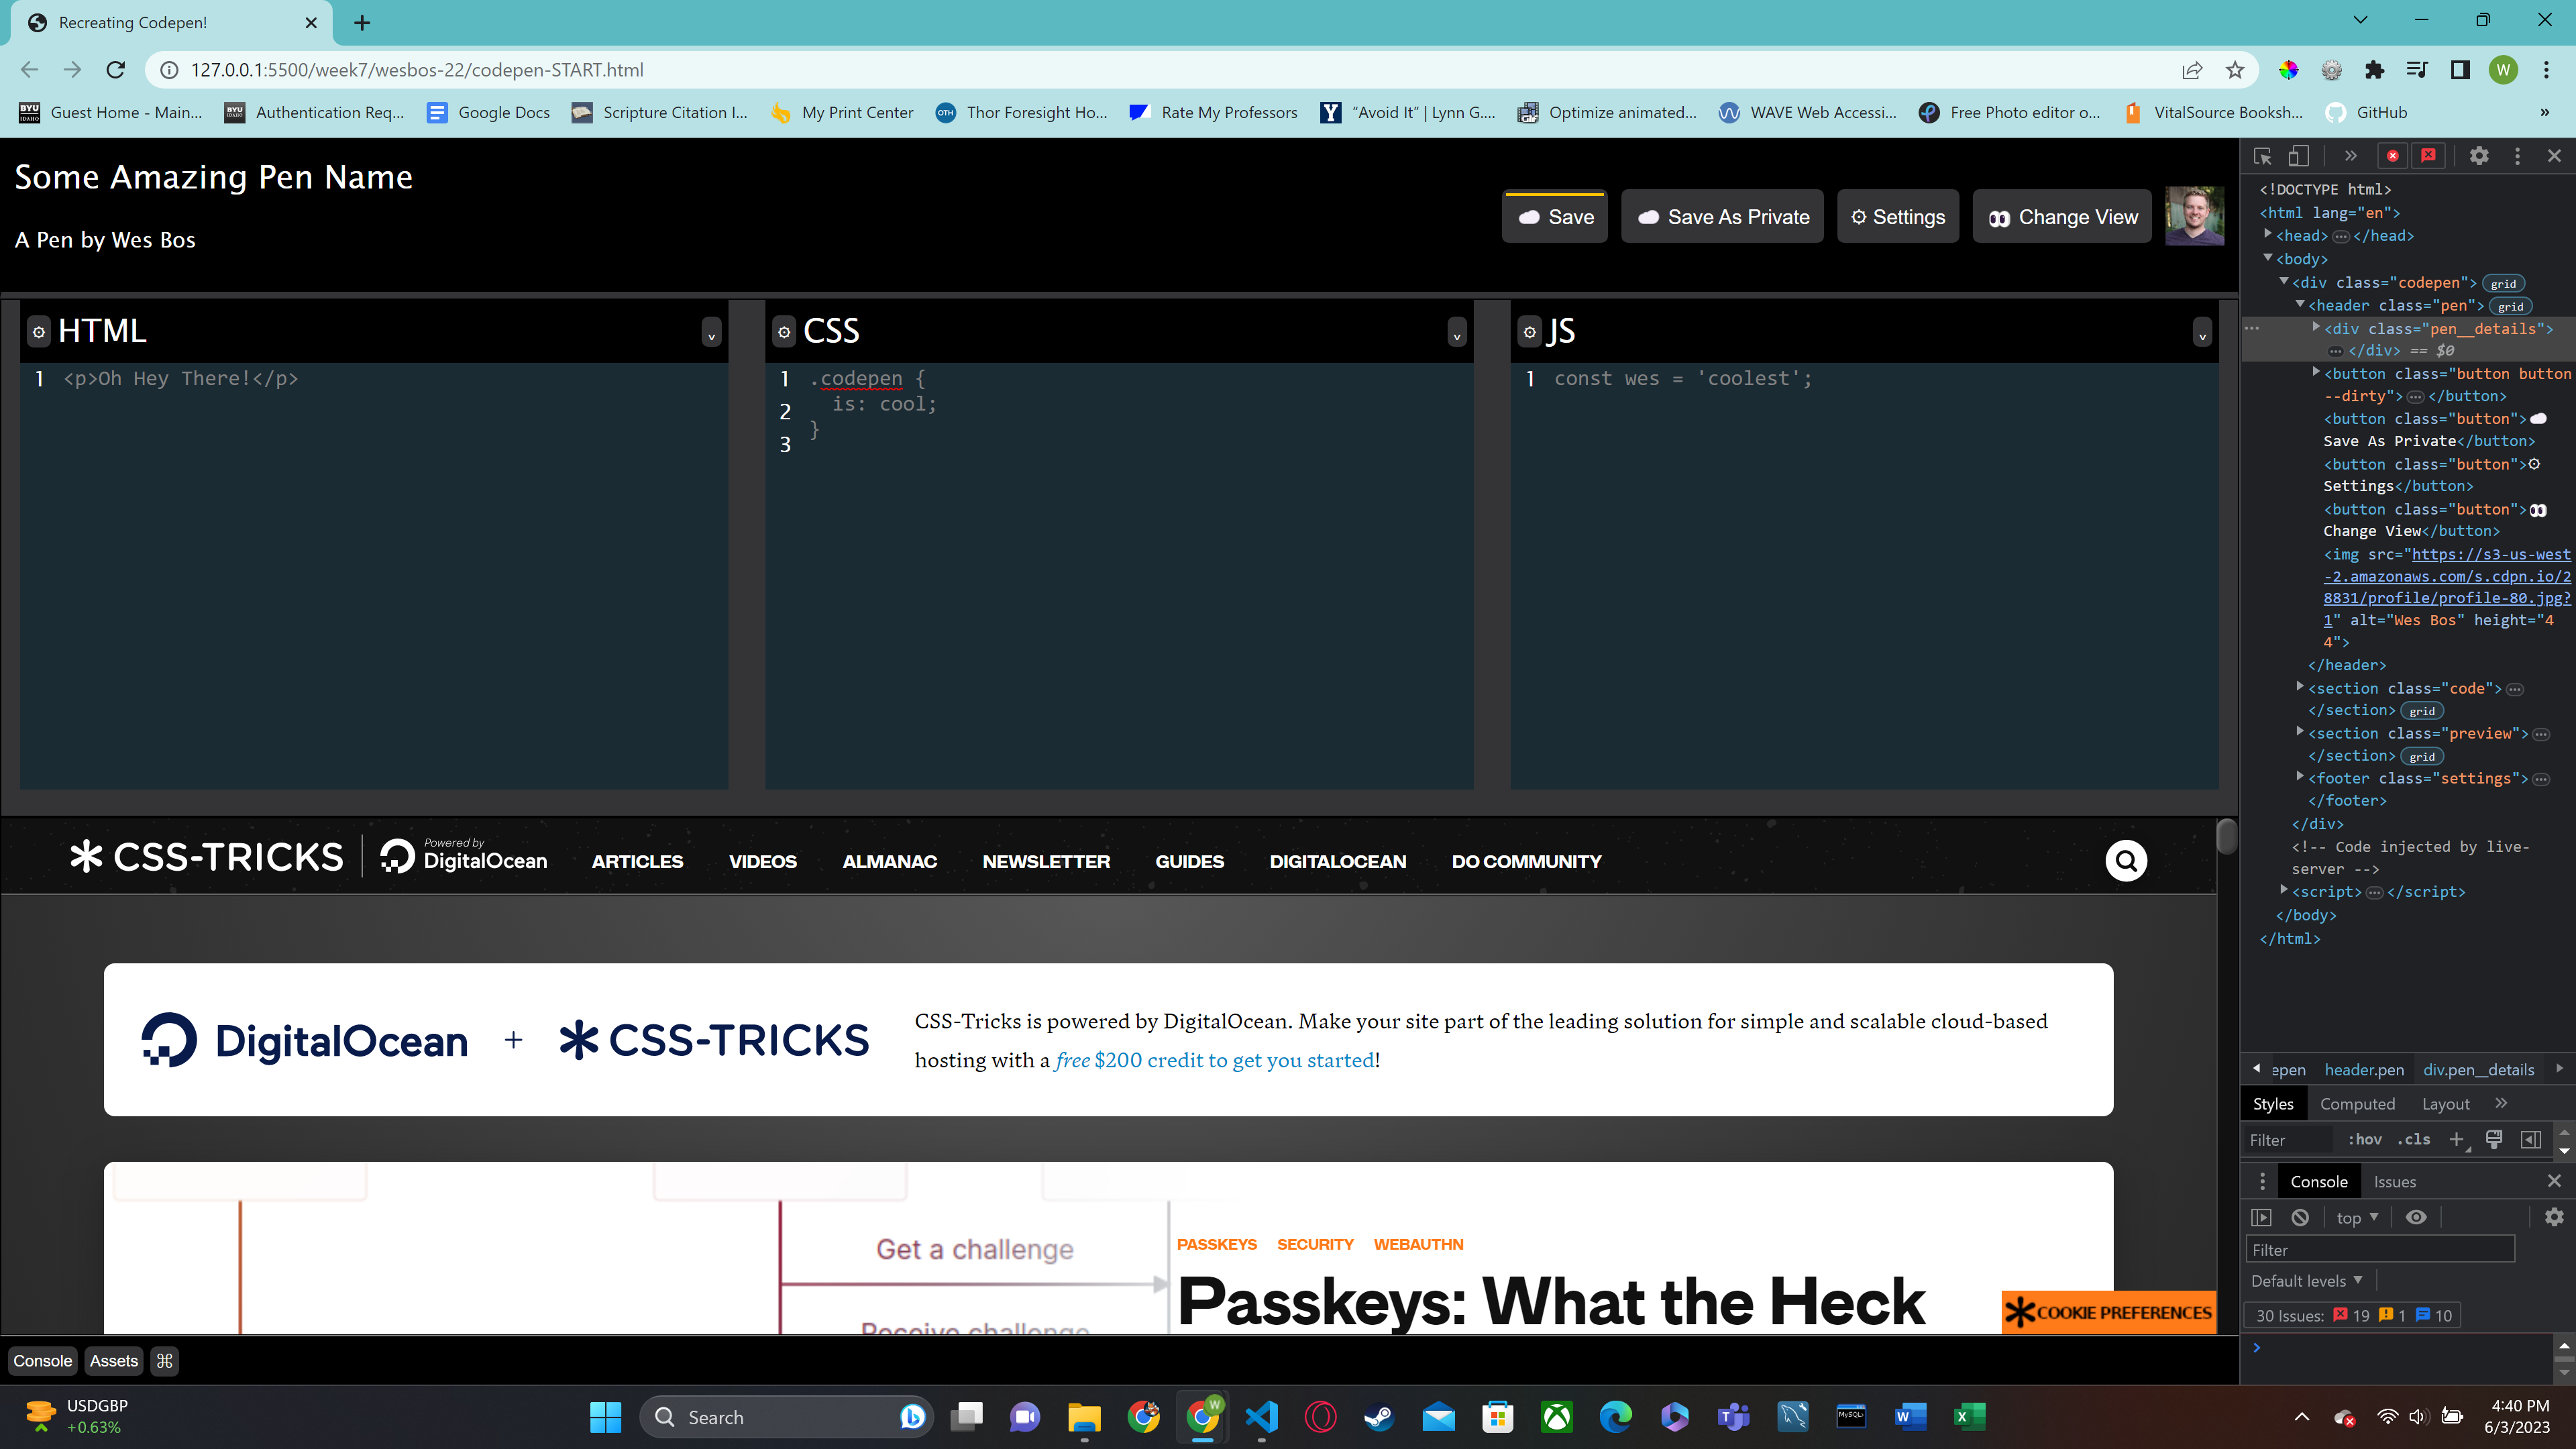 Recreating Codepen!
127.0.0.1:5500/week7/wesbos-22/codepen-START.html
W
BYU IDAHO Guest Home - Main... BYU IDAHO Authentication Req... Google Docs Scripture Citation I... My Print Center OTH Thor Foresight Ho... Rate My Professors Y “Avoid It” | Lynn G.... Optimize animated... WAVE Web Accessi... Free Photo editor o... VitalSource Booksh... GitHub »
Some Amazing Pen Name
A Pen by Wes Bos
Save
Save As Private
Settings
Change View
HTML
v
1 <p>Oh Hey There!</p>
CSS
v
1 .codepen {
2 is: cool;
3 }
JS
v
1 const wes = 'coolest';
CSS-TRICKS
Powered by
DigitalOcean
ARTICLES VIDEOS ALMANAC NEWSLETTER GUIDES DIGITALOCEAN DO COMMUNITY
DigitalOcean + CSS-TRICKS
CSS-Tricks is powered by DigitalOcean. Make your site part of the leading solution for simple and scalable cloud-based
hosting with a free $200 credit to get you started!
Get a challenge
Receive challenge
PASSKEYS SECURITY WEBAUTHN
Passkeys: What the Heck
COOKIE PREFERENCES
Console Assets ⌘
<!DOCTYPE html>
<html lang="en">
<head> … </head>
<body>
<div class="codepen"> grid
<header class="pen"> grid
<div class="pen__details">
… </div> == $0
<button class="button button
--dirty"> … </button>
<button class="button">☁
Save As Private</button>
<button class="button">⚙
Settings</button>
<button class="button">👀
Change View</button>
<img src="https://s3-us-west
-2.amazonaws.com/s.cdpn.io/2
8831/profile/profile-80.jpg?
1" alt="Wes Bos" height="4
4">
</header>
<section class="code"> …
</section> grid
<section class="preview"> …
</section> grid
<footer class="settings"> …
</footer>
</div>
<!-- Code injected by live-
server -->
<script> … </script>
</body>
</html>
epen header.pen div.pen__details
Styles Computed Layout »
Filter :hov .cls +
Console Issues
top
Filter
Default levels
30 Issues: 19 1 10
USDGBP
+0.63%
Search
W
MySQL
T
W
X
4:40 PM
6/3/2023